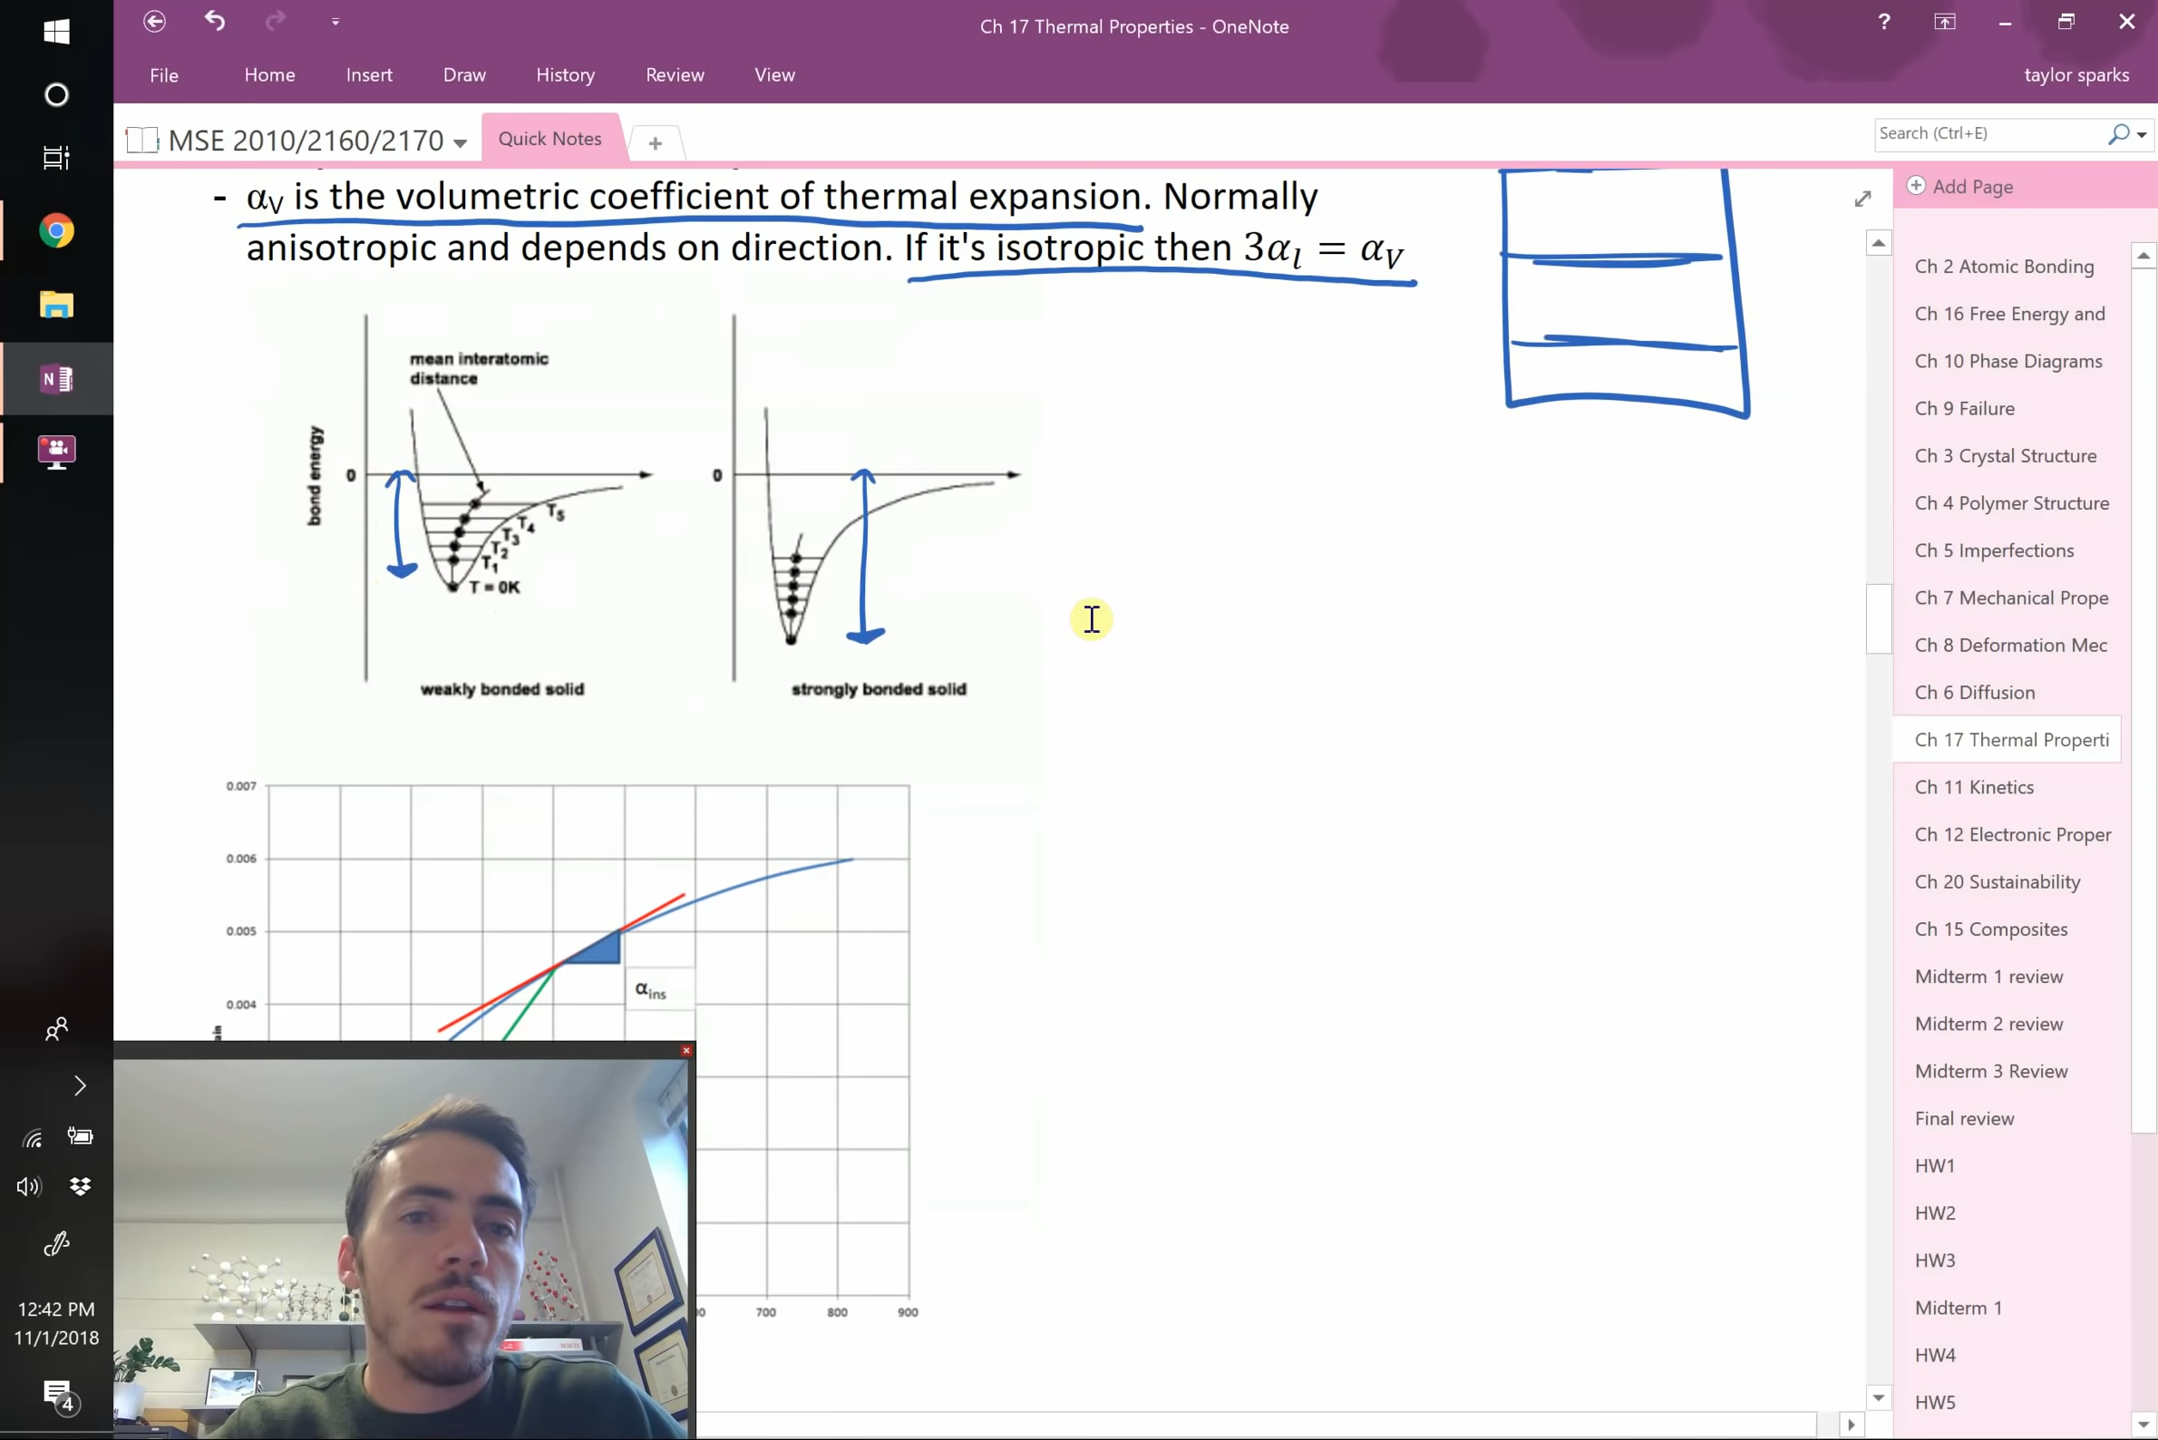 Ch 17 Thermal Properties - OneNote
File Home Insert Draw History Review View
taylor sparks
MSE 2010/2160/2170
Quick Notes
Search (Ctrl+E)
- αV is the volumetric coefficient of thermal expansion. Normally
anisotropic and depends on direction. If it's isotropic then 3αl = αV
mean interatomic
distance
bond energy
0
T5
T4
T3
T2
T1
T = 0K
weakly bonded solid
0
strongly bonded solid
0.007
0.006
0.005
0.004
αins
700 800 900
Add Page
Ch 2 Atomic Bonding
Ch 16 Free Energy and
Ch 10 Phase Diagrams
Ch 9 Failure
Ch 3 Crystal Structure
Ch 4 Polymer Structure
Ch 5 Imperfections
Ch 7 Mechanical Prope
Ch 8 Deformation Mec
Ch 6 Diffusion
Ch 17 Thermal Properti
Ch 11 Kinetics
Ch 12 Electronic Proper
Ch 20 Sustainability
Ch 15 Composites
Midterm 1 review
Midterm 2 review
Midterm 3 Review
Final review
HW1
HW2
HW3
Midterm 1
HW4
HW5
12:42 PM
11/1/2018
4